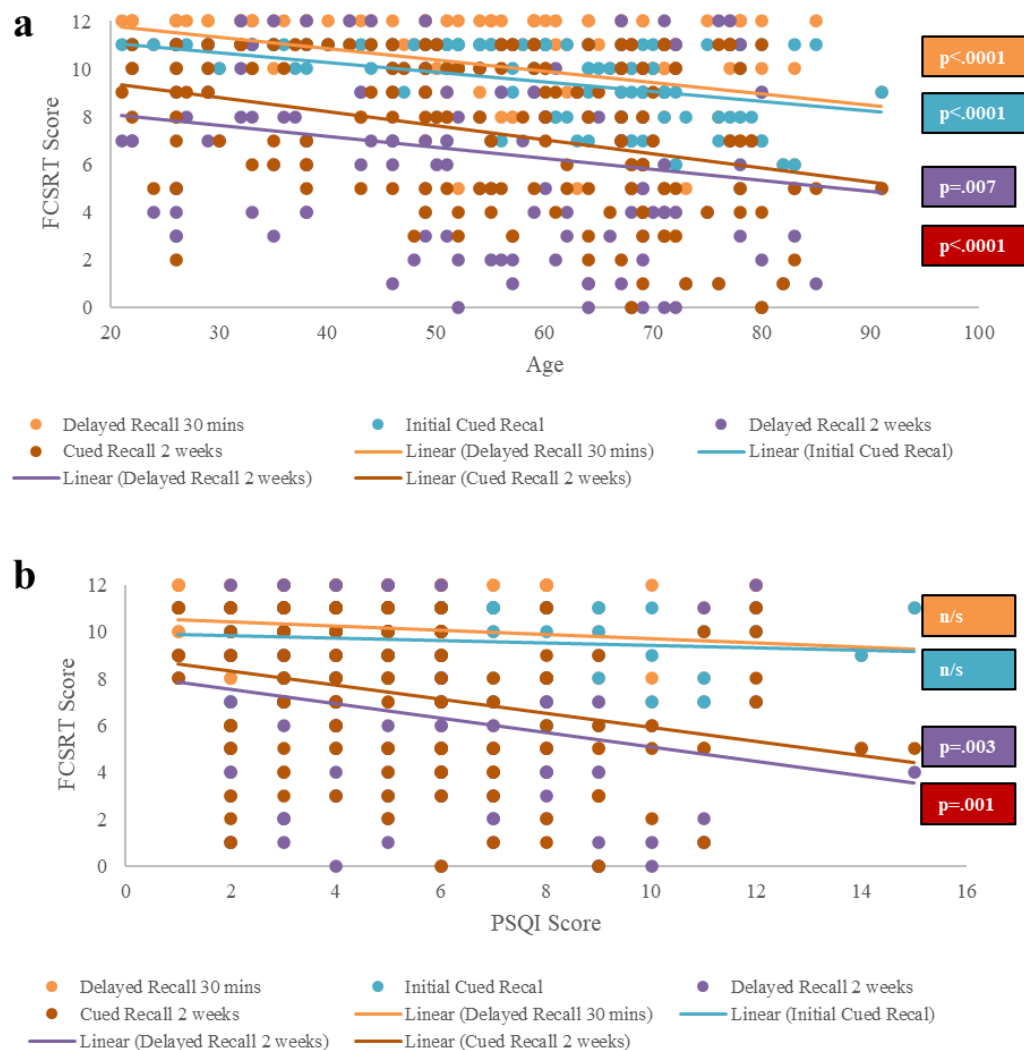 a
12
10
8
6
4
2
0
FCSRT Score
20 30 40 50 60 70 80 90 100
Age
p<.0001
p<.0001
p=.007
p<.0001
Delayed Recall 30 mins Initial Cued Recal Delayed Recall 2 weeks
Cued Recall 2 weeks Linear (Delayed Recall 30 mins) Linear (Initial Cued Recal)
Linear (Delayed Recall 2 weeks) Linear (Cued Recall 2 weeks)
b
12
10
8
6
4
2
0
FCSRT Score
0 2 4 6 8 10 12 14 16
PSQI Score
n/s
n/s
p=.003
p=.001
Delayed Recall 30 mins Initial Cued Recal Delayed Recall 2 weeks
Cued Recall 2 weeks Linear (Delayed Recall 30 mins) Linear (Initial Cued Recal)
Linear (Delayed Recall 2 weeks) Linear (Cued Recall 2 weeks)